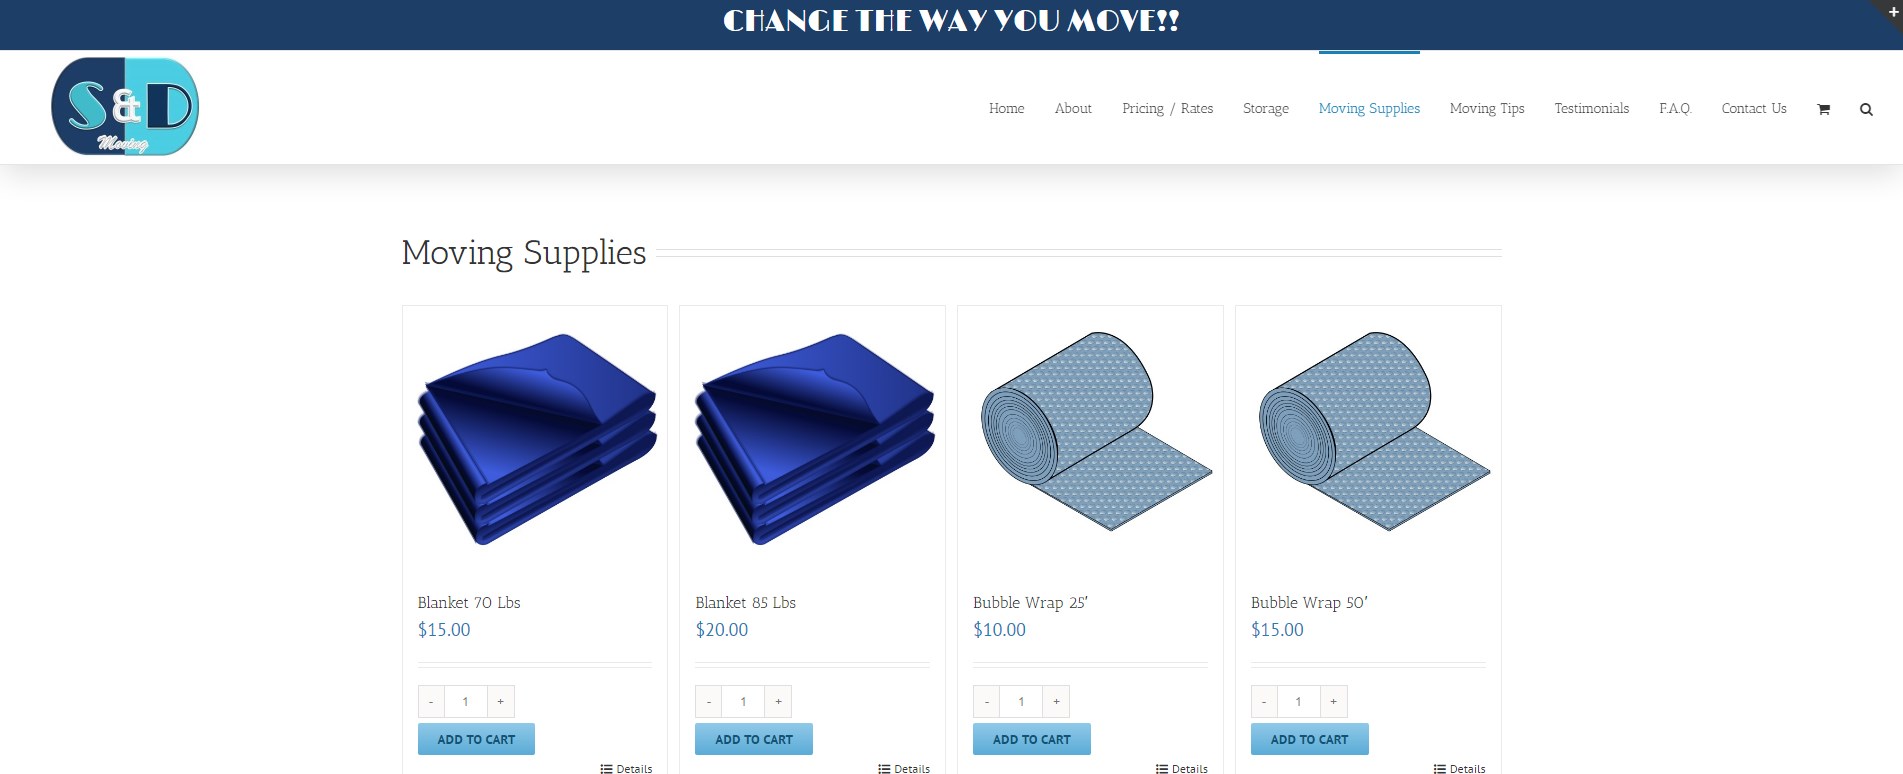 CHANGE THE WAY YOU MOVE!!
+
S&D
Moving
Home About Pricing / Rates Storage Moving Supplies Moving Tips Testimonials F.A.Q. Contact Us
Moving Supplies
Blanket 70 Lbs
$15.00
- 1 +
ADD TO CART
Details
Blanket 85 Lbs
$20.00
- 1 +
ADD TO CART
Details
Bubble Wrap 25′
$10.00
- 1 +
ADD TO CART
Details
Bubble Wrap 50′
$15.00
- 1 +
ADD TO CART
Details